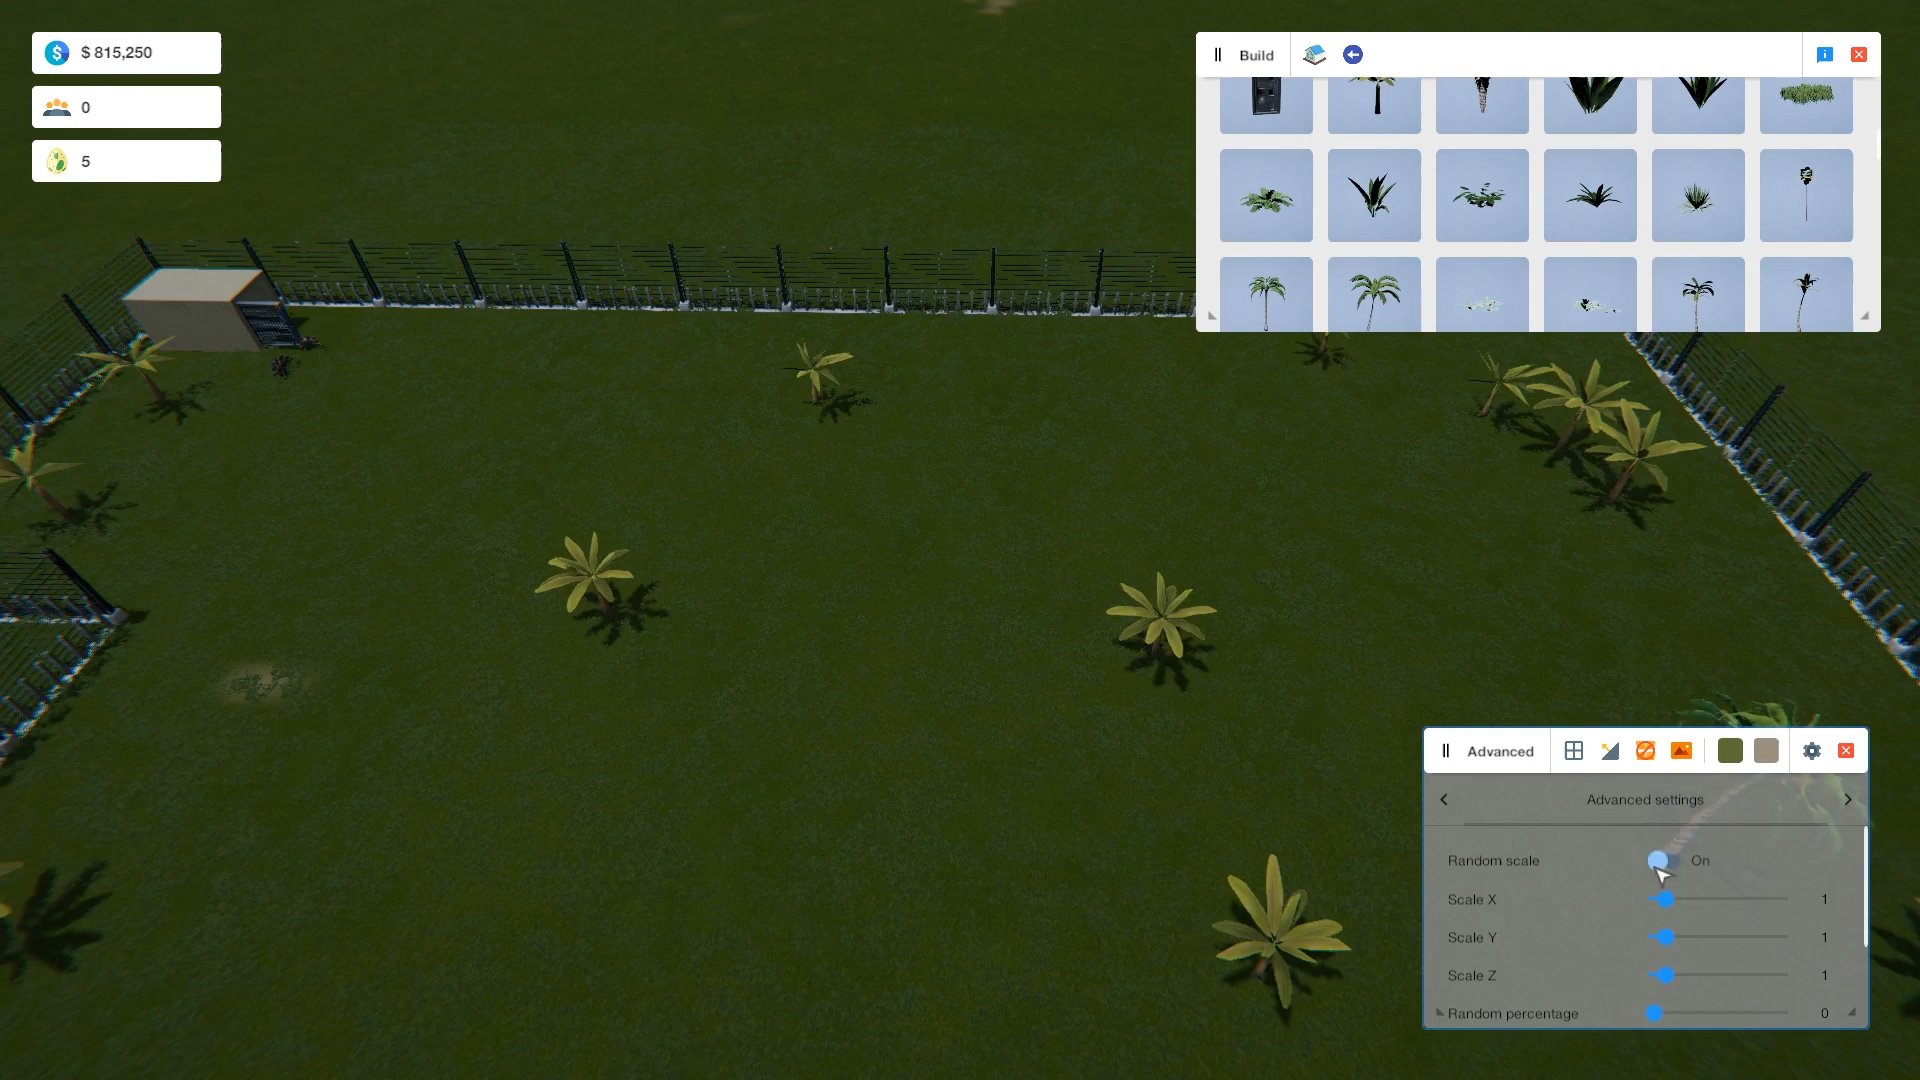 $ 815,250
0
5
Build
Advanced
Advanced settings
Random scale On
Scale X 1
Scale Y 1
Scale Z 1
Random percentage 0